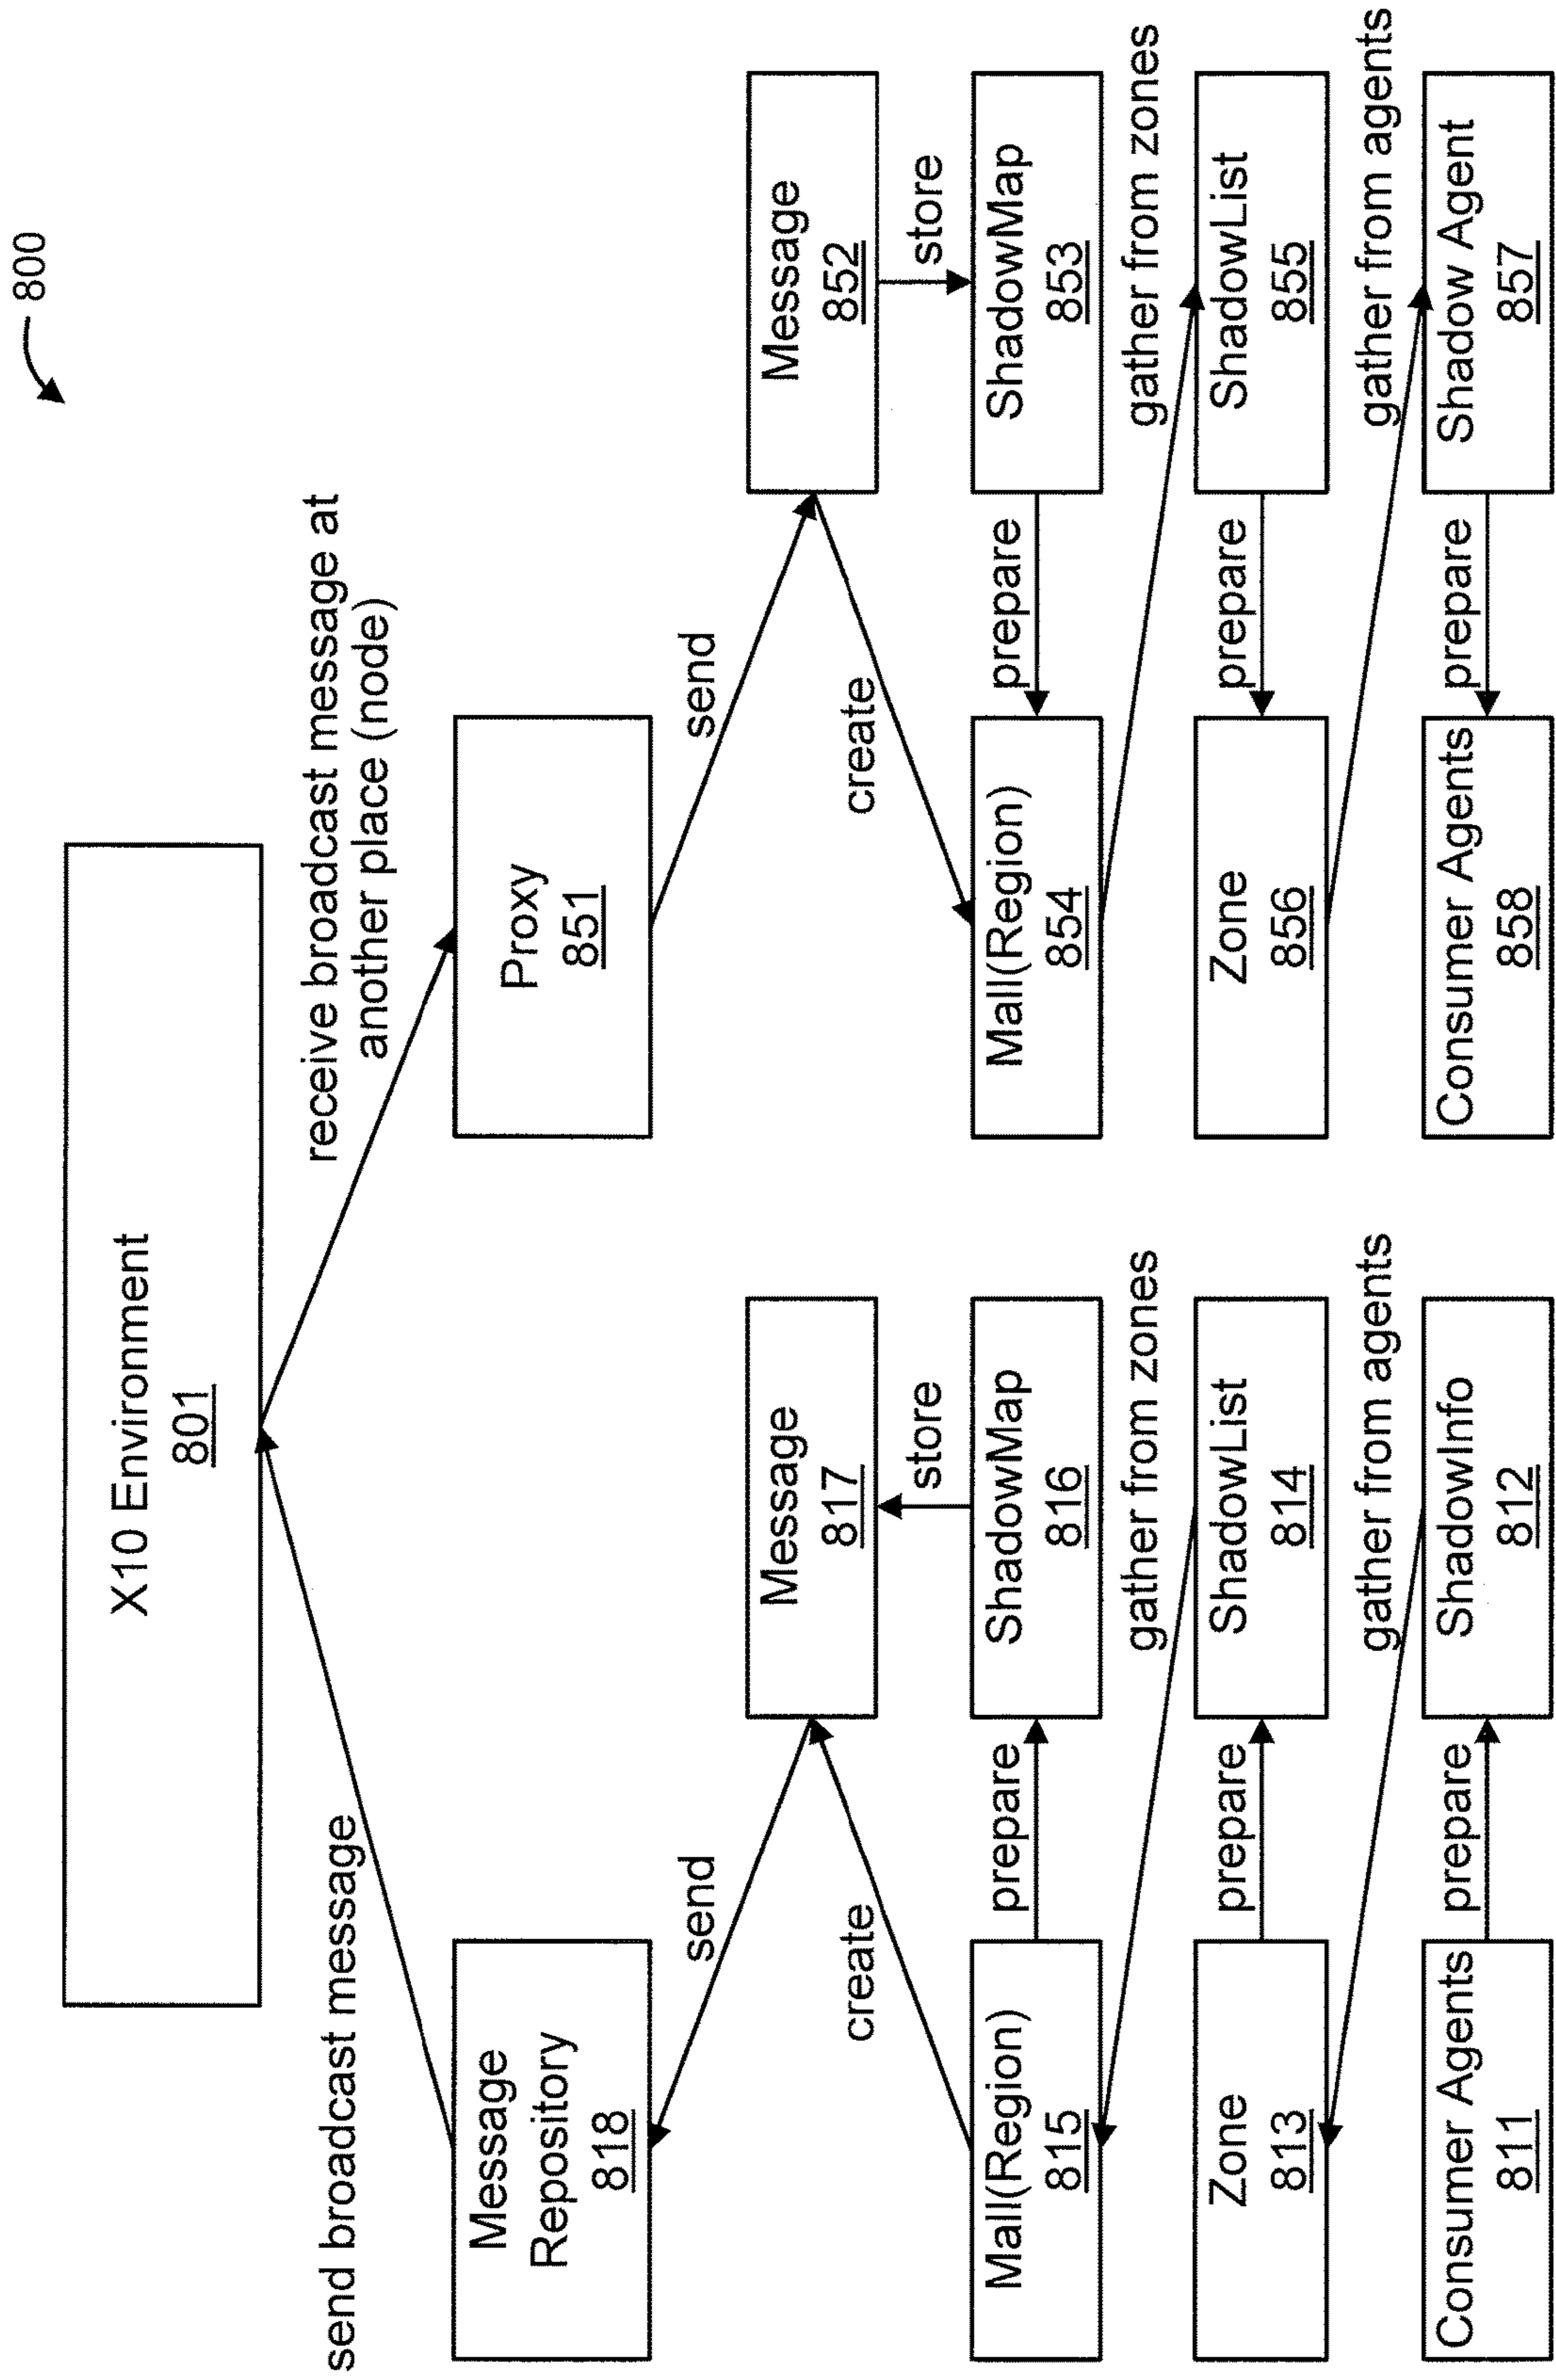 800
X10 Environment
801
send broadcast message
receive broadcast message at
another place (node)
Message
Repository
818
Proxy
851
send
send
Message
817
Message
852
create
store
create
store
Mall(Region)
815
prepare
ShadowMap
816
Mall(Region)
854
prepare
ShadowMap
853
gather from zones
gather from zones
Zone
813
prepare
ShadowList
814
Zone
856
prepare
ShadowList
855
gather from agents
gather from agents
Consumer Agents
811
prepare
ShadowInfo
812
Consumer Agents
858
prepare
Shadow Agent
857